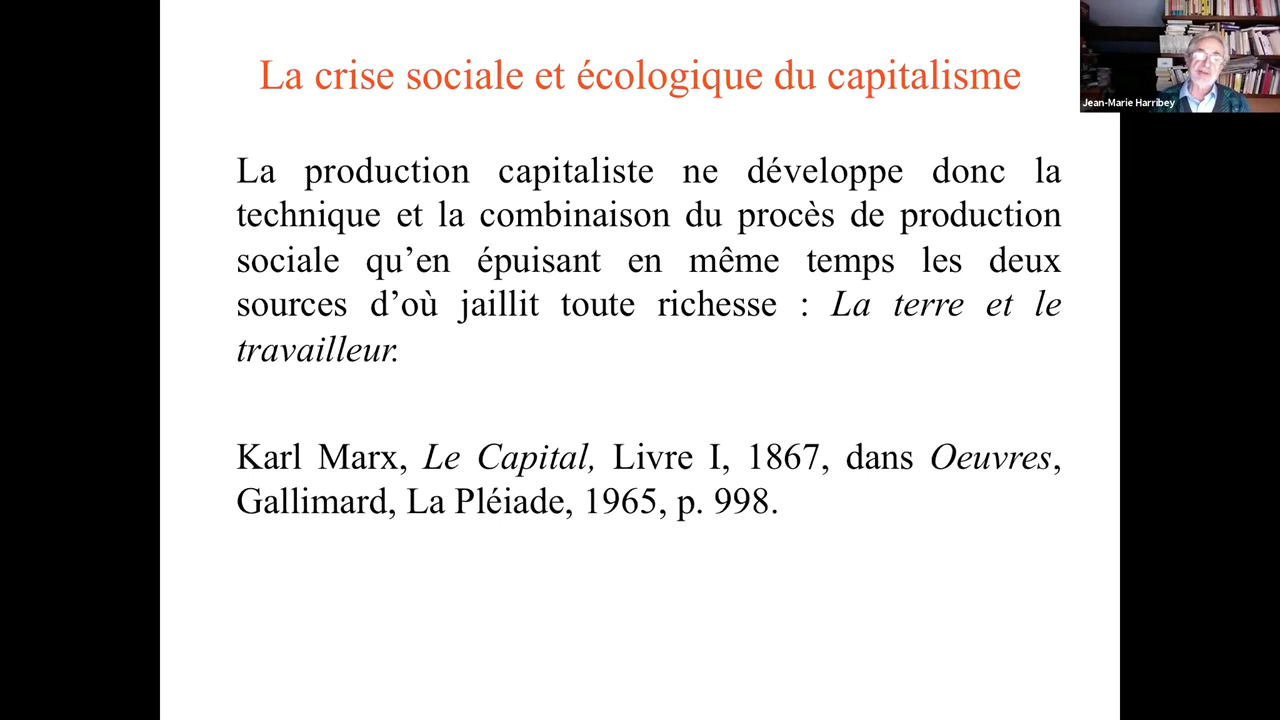 La crise sociale et écologique du capitalisme
Jean-Marie Harribey
La production capitaliste ne développe donc la
technique et la combinaison du procès de production
sociale qu’en épuisant en même temps les deux
sources d’où jaillit toute richesse : La terre et le
travailleur.
Karl Marx, Le Capital, Livre I, 1867, dans Oeuvres,
Gallimard, La Pléiade, 1965, p. 998.